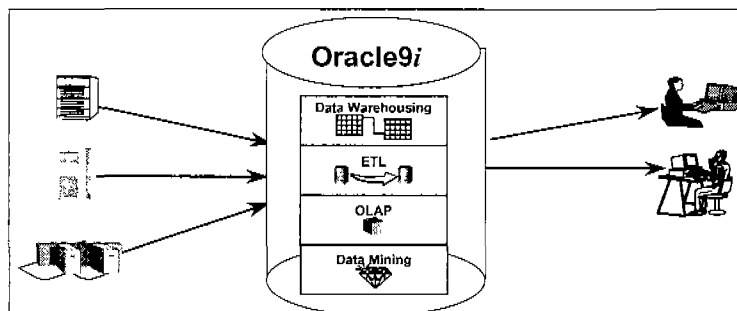 Oracle9i
Data Warehousing
ETL
OLAP
Data Mining